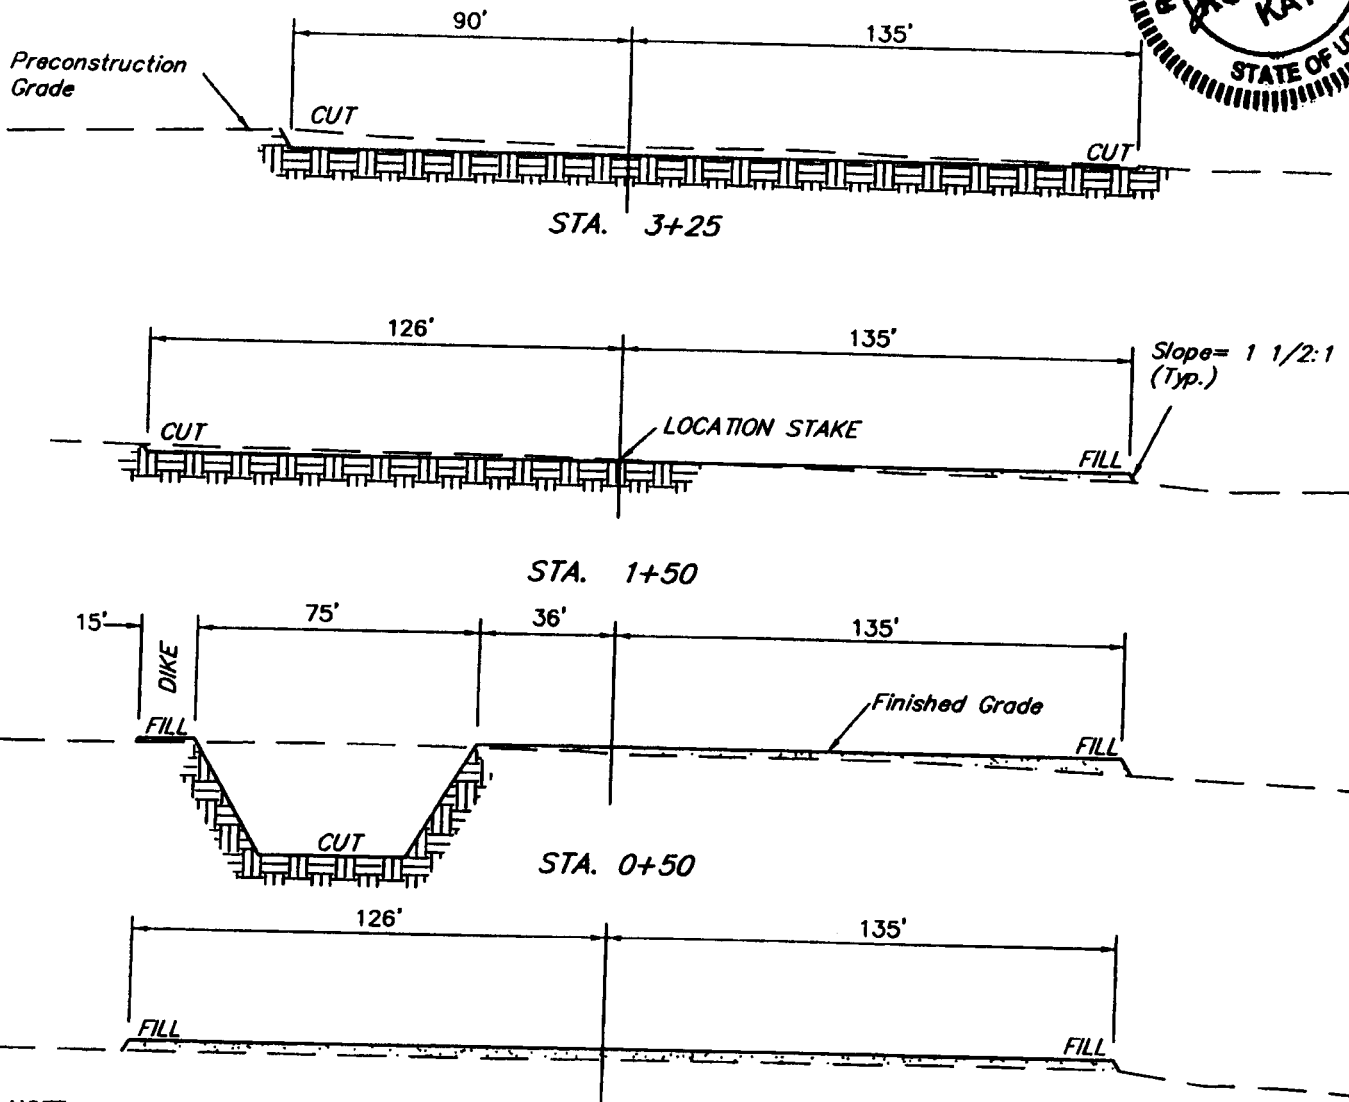 90'
135'
Preconstruction
Grade
CUT
CUT
STA. 3+25
STATE OF
126'
135'
Slope= 1 1/2:1
(Typ.)
CUT
LOCATION STAKE
FILL
STA. 1+50
15'
75'
36'
135'
DIKE
FILL
Finished Grade
FILL
CUT
STA. 0+50
126'
135'
FILL
FILL